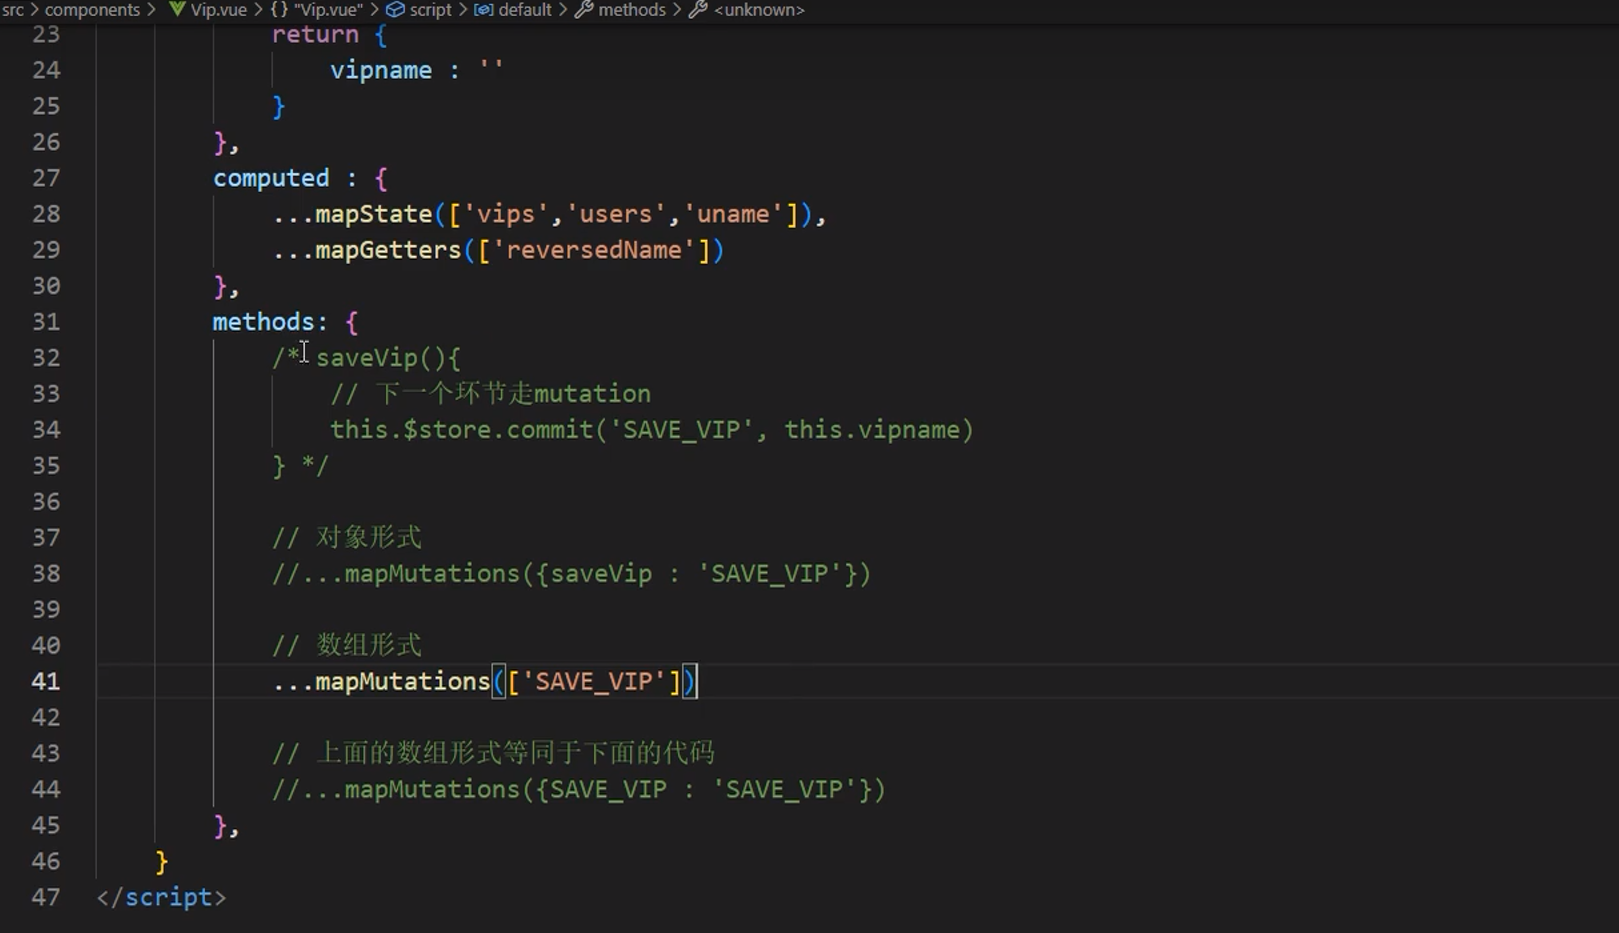 src > components > Vip.vue > {} "Vip.vue" > script > default > methods > <unknown>
23 return {
24 vipname : ''
25 }
26 },
27 computed : {
28 ...mapState(['vips','users','uname']),
29 ...mapGetters(['reversedName'])
30 },
31 methods: {
32 /* saveVip(){
33 // 下一个环节走mutation
34 this.$store.commit('SAVE_VIP', this.vipname)
35 } */
36
37 // 对象形式
38 //...mapMutations({saveVip : 'SAVE_VIP'})
39
40 // 数组形式
41 ...mapMutations(['SAVE_VIP'])
42
43 // 上面的数组形式等同于下面的代码
44 //...mapMutations({SAVE_VIP : 'SAVE_VIP'})
45 },
46 }
47 </script>